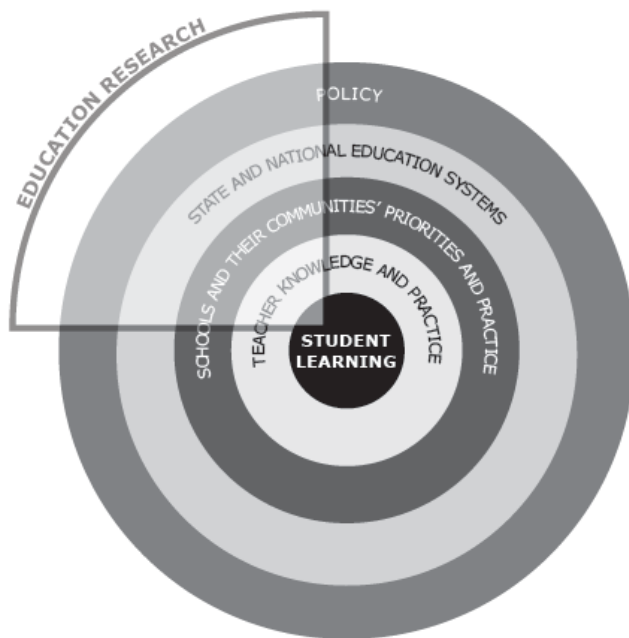 EDUCATION RESEARCH
POLICY
STATE AND NATIONAL EDUCATION SYSTEMS
SCHOOLS AND THEIR COMMUNITIES’ PRIORITIES AND PRACTICE
TEACHER KNOWLEDGE AND PRACTICE
STUDENT
LEARNING